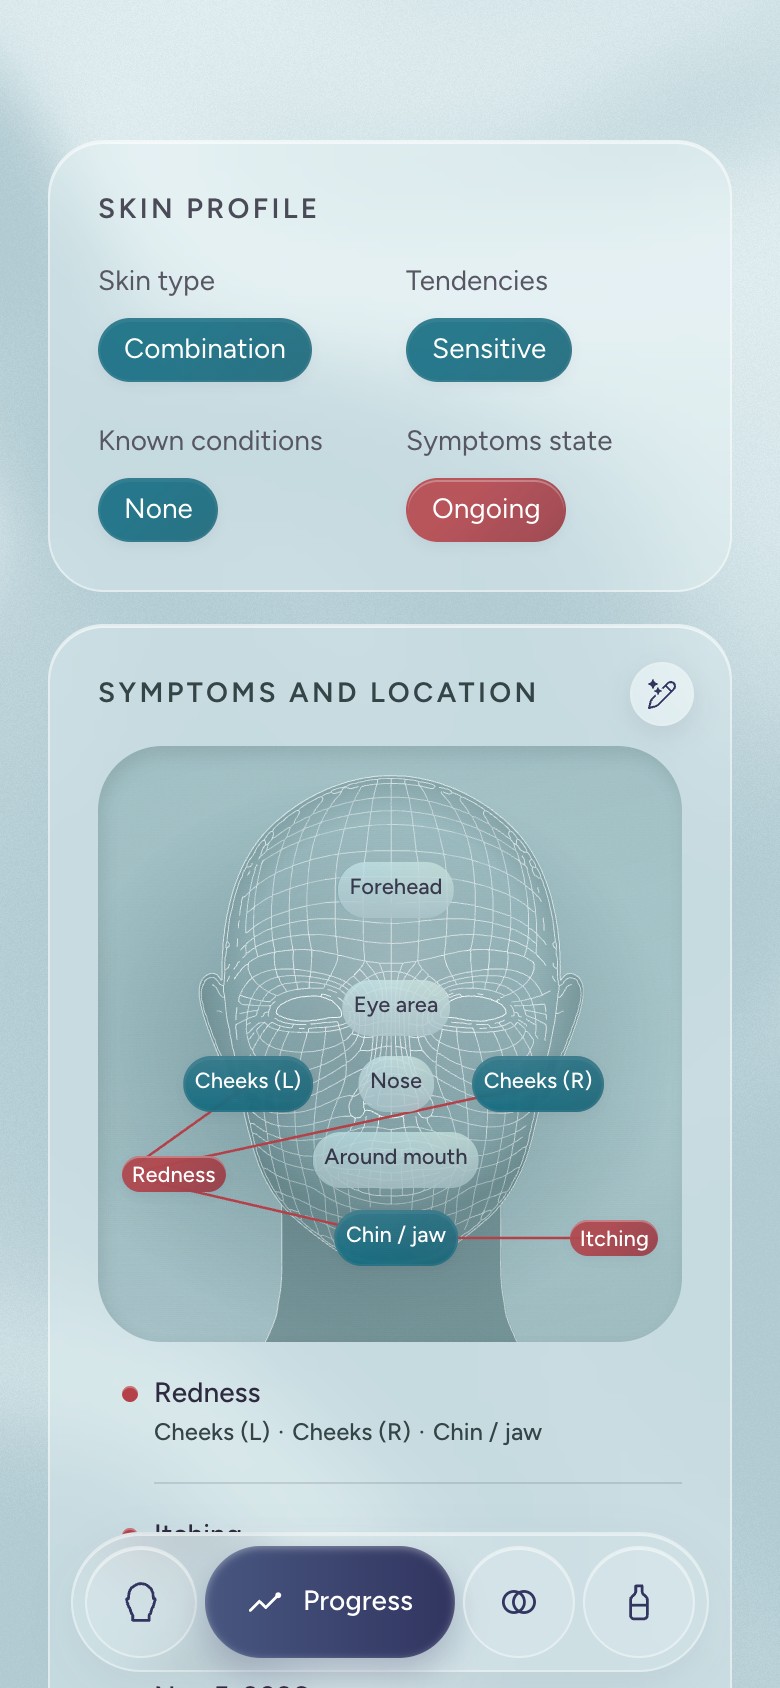 SKIN PROFILE
Skin type
Tendencies
Combination
Sensitive
Known conditions
Symptoms state
None
Ongoing
SYMPTOMS AND LOCATION
Forehead
Eye area
Cheeks (L)
Nose
Cheeks (R)
Around mouth
Redness
Chin / jaw
Itching
Redness
Cheeks (L) · Cheeks (R) · Chin / jaw
Itching
Progress